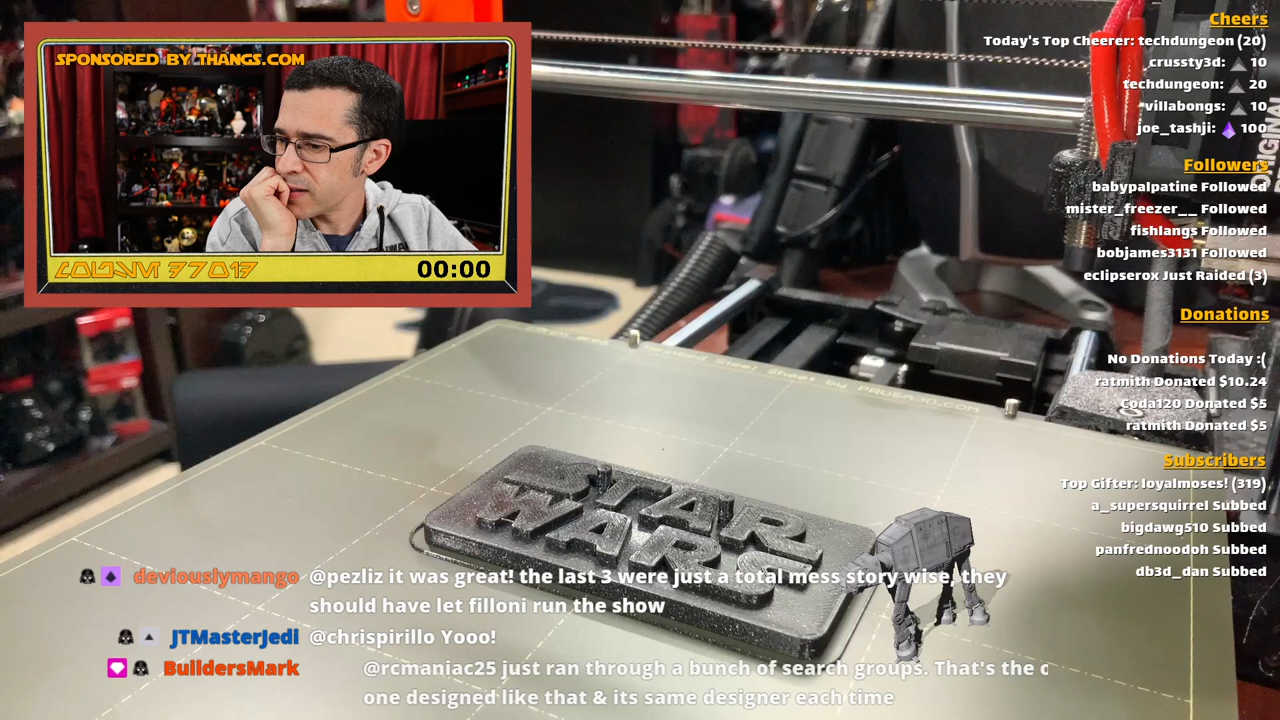 SPONSORED BY THANGS.COM
00:00
STAR
WARS
Cheers
Today's Top Cheerer: techdungeon (20)
crussty3d: 10
techdungeon: 20
villabongs: 10
joe_tashji: 100
Followers
babypalpatine Followed
mister_freezer__ Followed
fishlangs Followed
bobjames3131 Followed
eclipserox Just Raided (3)
Donations
No Donations Today :(
ratmith Donated $10.24
Coda120 Donated $5
ratmith Donated $5
Subscribers
Top Gifter: loyalmoses! (319)
a_supersquirrel Subbed
bigdawg510 Subbed
panfrednoodoh Subbed
db3d_dan Subbed
deviouslymango @pezliz it was great! the last 3 were just a total mess story wise, they
should have let filloni run the show
JTMasterJedi @chrispirillo Yooo!
BuildersMark @rcmaniac25 just ran through a bunch of search groups. That's the
one designed like that & its same designer each time
ORIGINAL